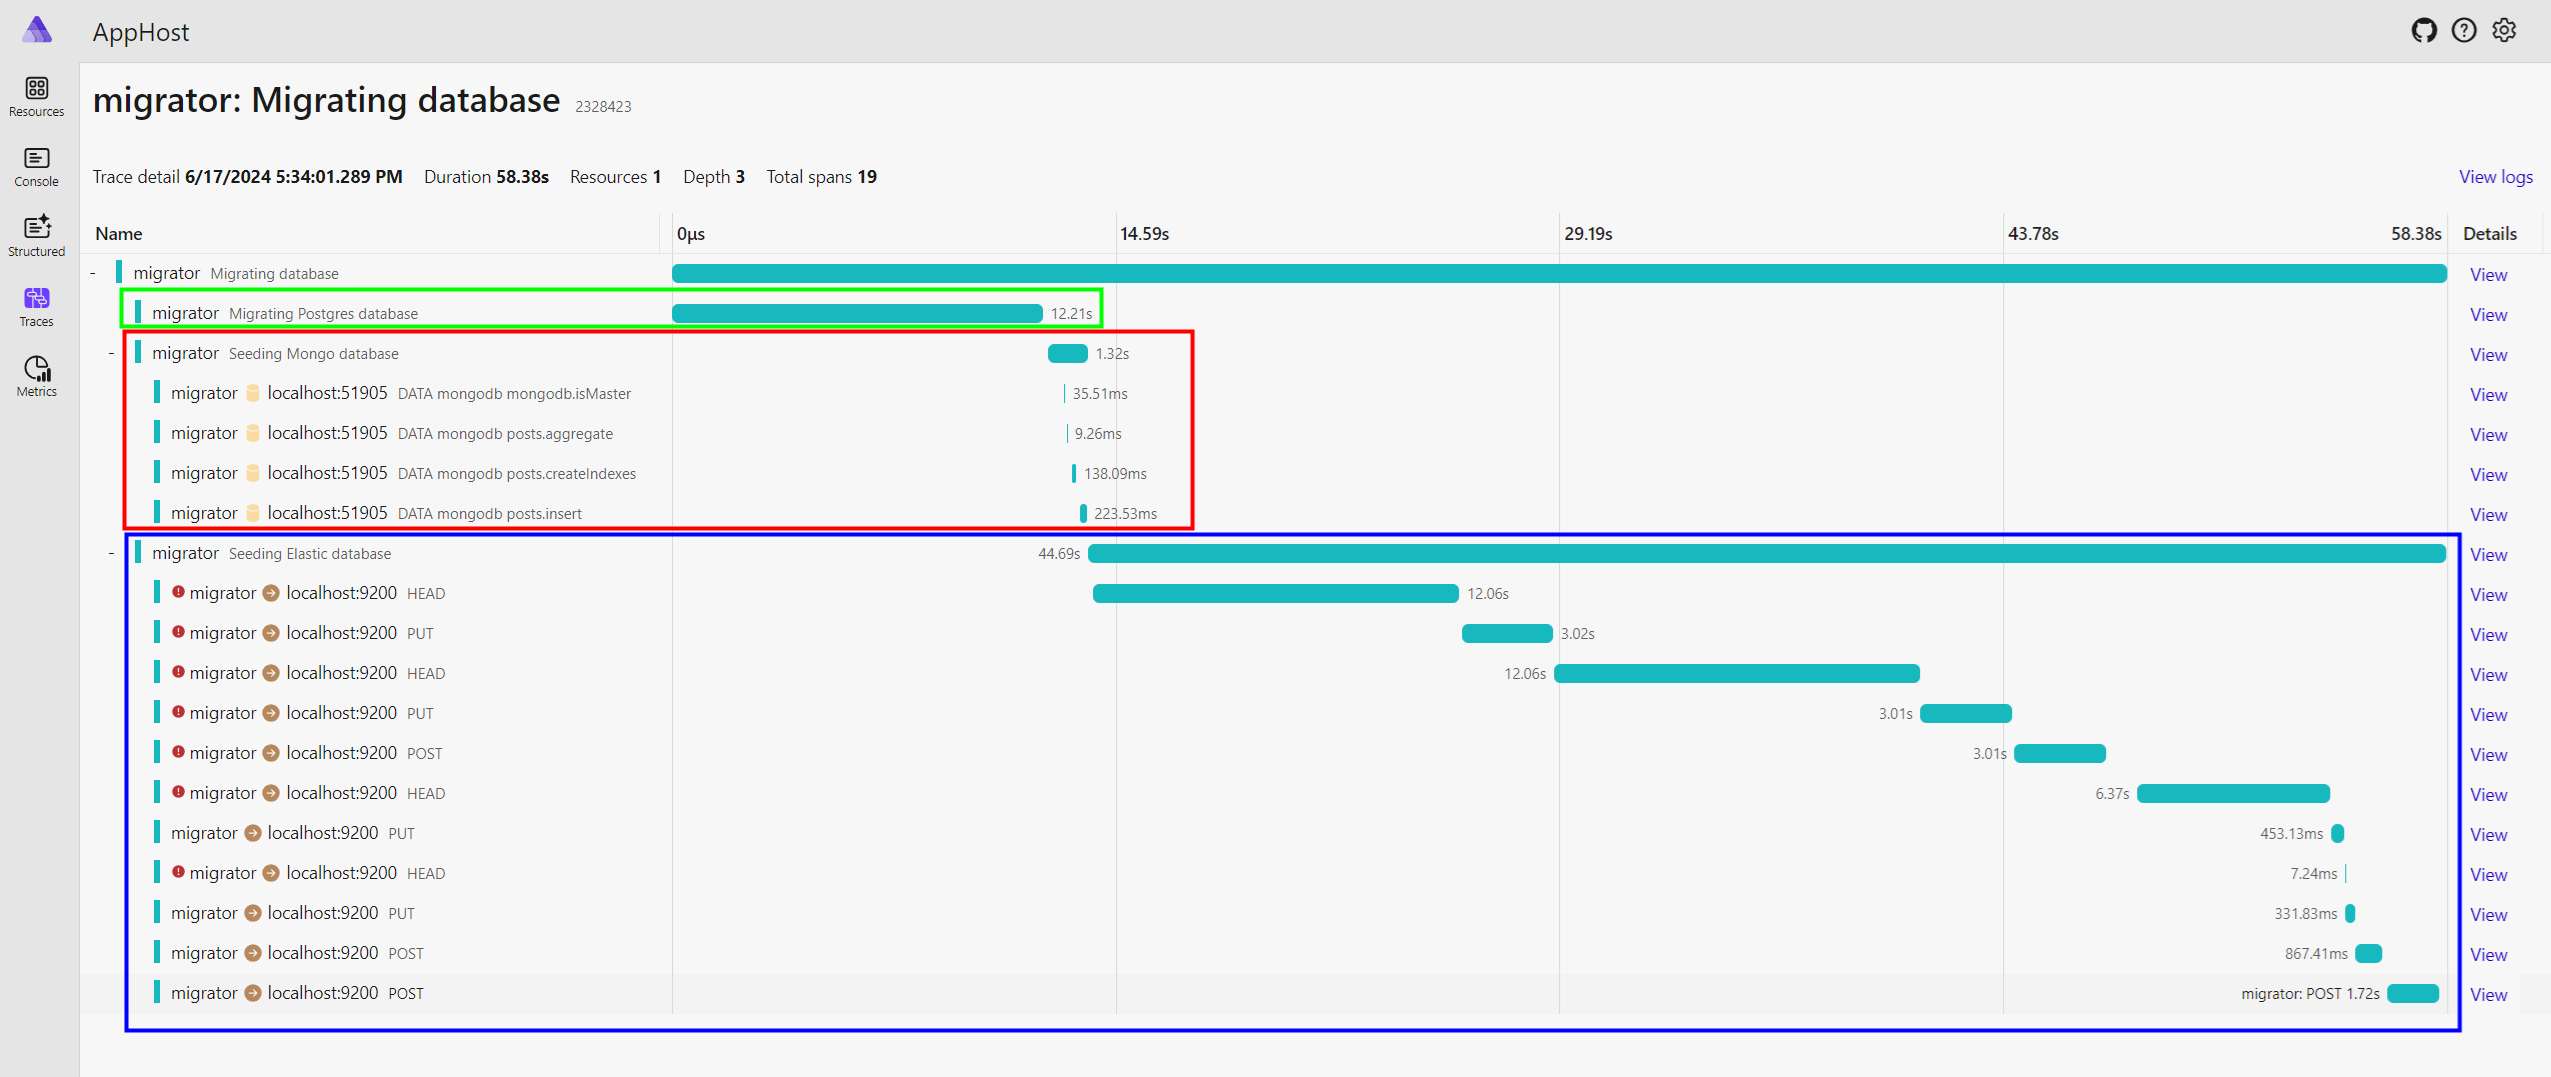 AppHost
Resources
Console
Structured
Traces
Metrics
migrator: Migrating database 2328423
Trace detail 6/17/2024 5:34:01.289 PM Duration 58.38s Resources 1 Depth 3 Total spans 19 View logs
Name 0μs 14.59s 29.19s 43.78s 58.38s Details
- migrator Migrating database View
migrator Migrating Postgres database 12.21s View
- migrator Seeding Mongo database 1.32s View
migrator localhost:51905 DATA mongodb mongodb.isMaster 35.51ms View
migrator localhost:51905 DATA mongodb posts.aggregate 9.26ms View
migrator localhost:51905 DATA mongodb posts.createIndexes 138.09ms View
migrator localhost:51905 DATA mongodb posts.insert 223.53ms View
- migrator Seeding Elastic database 44.69s View
migrator localhost:9200 HEAD 12.06s View
migrator localhost:9200 PUT 3.02s View
migrator localhost:9200 HEAD 12.06s View
migrator localhost:9200 PUT 3.01s View
migrator localhost:9200 POST 3.01s View
migrator localhost:9200 HEAD 6.37s View
migrator localhost:9200 PUT 453.13ms View
migrator localhost:9200 HEAD 7.24ms View
migrator localhost:9200 PUT 331.83ms View
migrator localhost:9200 POST 867.41ms View
migrator localhost:9200 POST migrator: POST 1.72s View